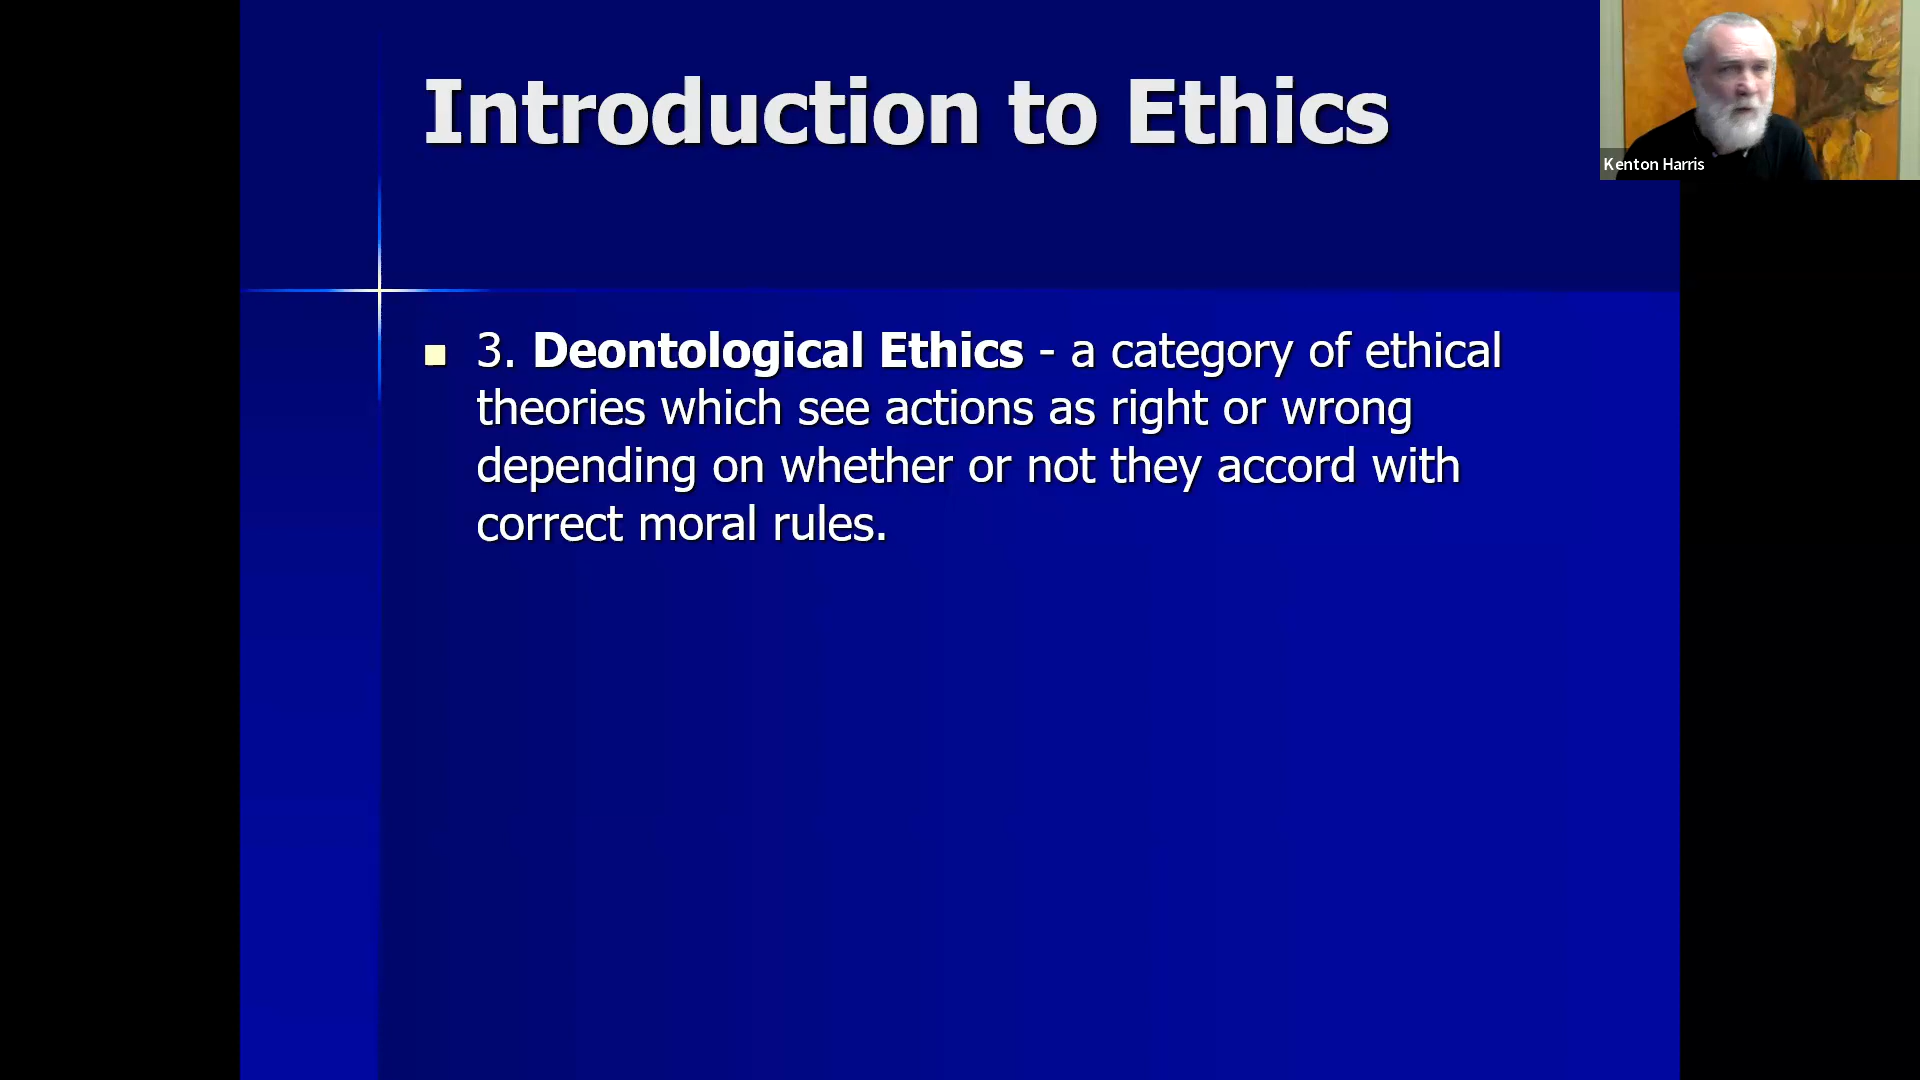 Introduction to Ethics
Kenton Harris
3. Deontological Ethics - a category of ethical
theories which see actions as right or wrong
depending on whether or not they accord with
correct moral rules.